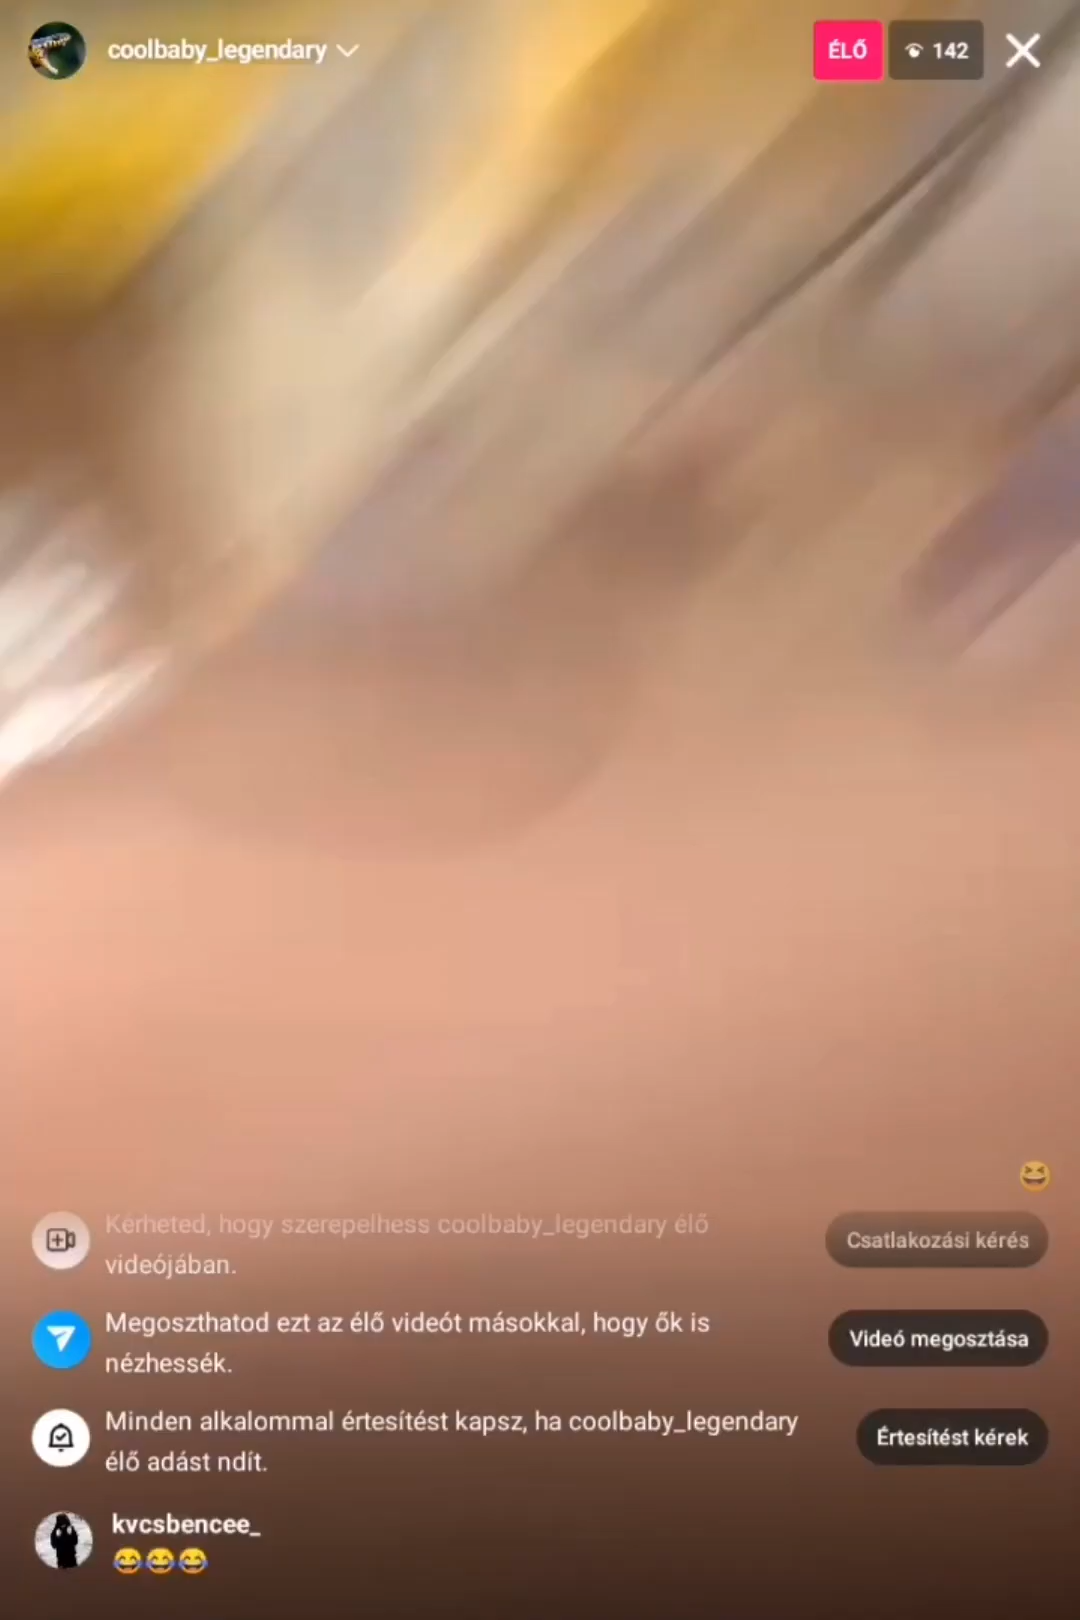 coolbaby_legendary
ÉLŐ
142
Kérheted, hogy szerepelhess coolbaby_legendary élő
videójában.
Csatlakozási kérés
Megoszthatod ezt az élő videót másokkal, hogy ők is
nézhessék.
Videó megosztása
Minden alkalommal értesítést kapsz, ha coolbaby_legendary
élő adást ndít.
Értesítést kérek
kvcsbencee_
😂😂😂